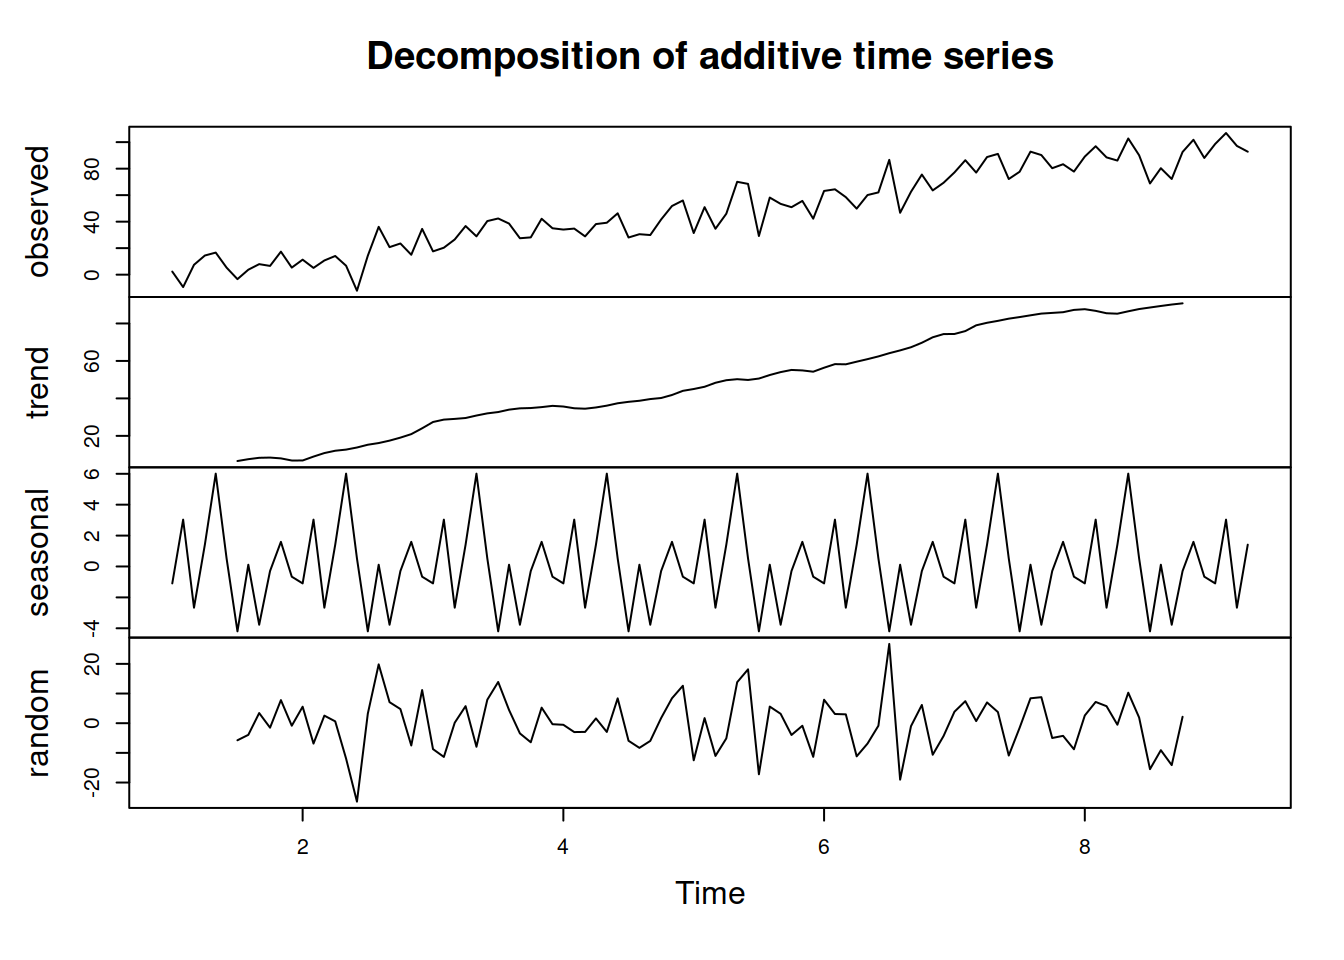 Decomposition of additive time series
observed
0 40 80
trend
20 60
seasonal
-4 0 2 4 6
random
-20 0 20
2 4 6 8
Time